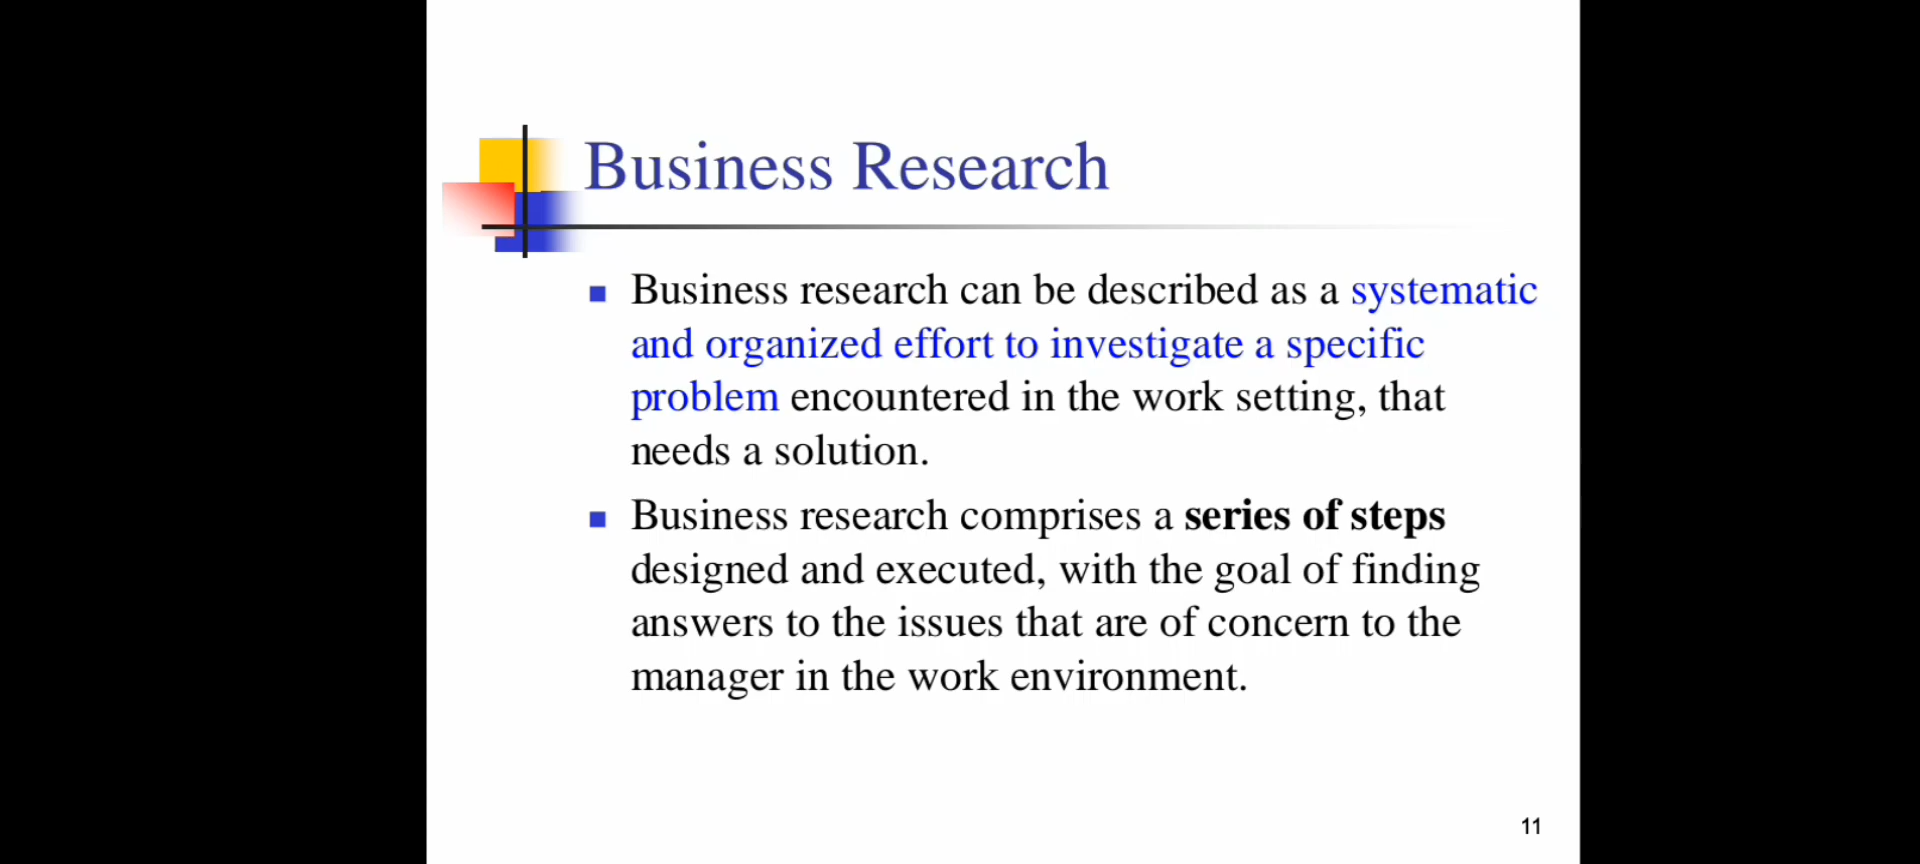 Business Research
Business research can be described as a systematic
and organized effort to investigate a specific
problem encountered in the work setting, that
needs a solution.
Business research comprises a series of steps
designed and executed, with the goal of finding
answers to the issues that are of concern to the
manager in the work environment.
11